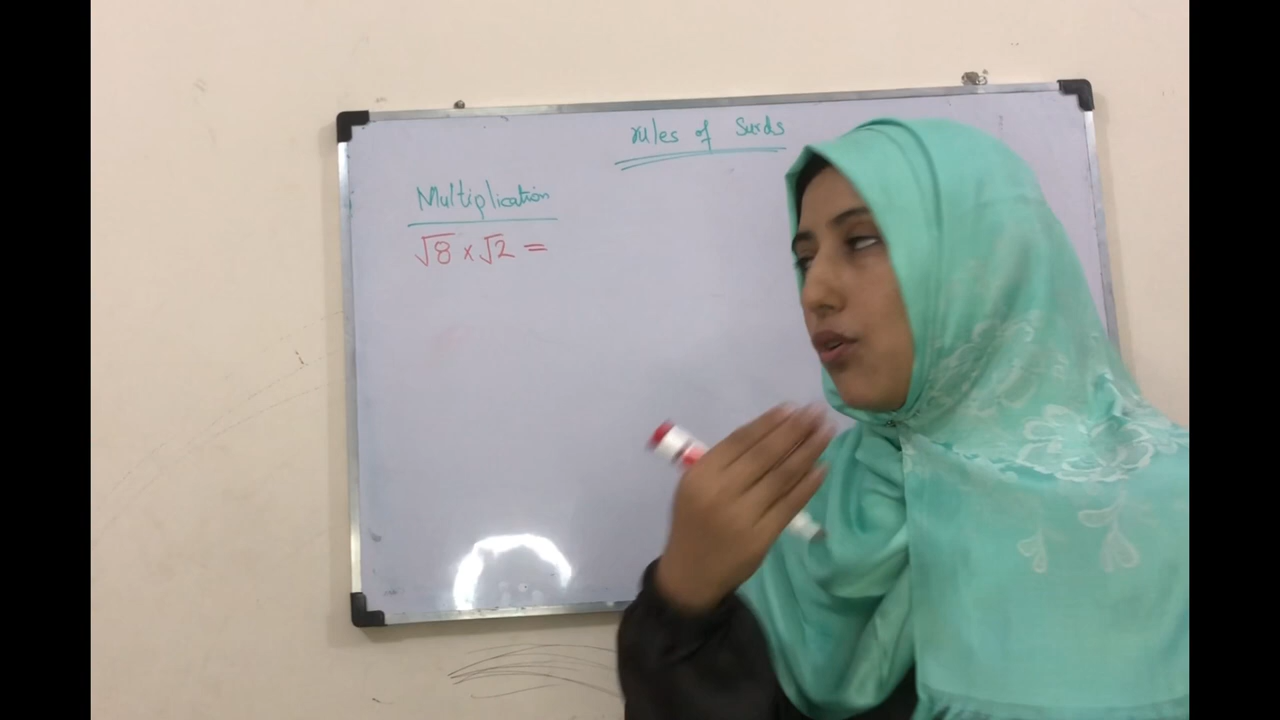 rules of Surds
Multiplication
√8 x √2 =